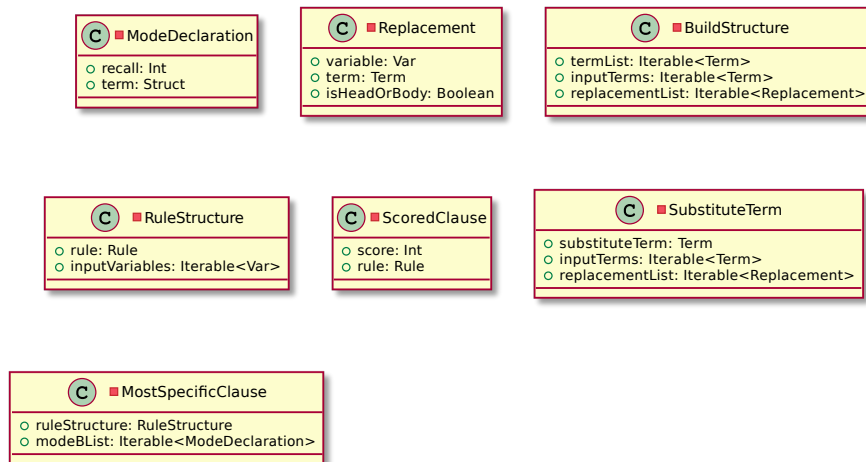 C ModeDeclaration
recall: Int
term: Struct
C Replacement
variable: Var
term: Term
isHeadOrBody: Boolean
C BuildStructure
termList: Iterable<Term>
inputTerms: Iterable<Term>
replacementList: Iterable<Replacement>
C RuleStructure
rule: Rule
inputVariables: Iterable<Var>
C ScoredClause
score: Int
rule: Rule
C SubstituteTerm
substituteTerm: Term
inputTerms: Iterable<Term>
replacementList: Iterable<Replacement>
C MostSpecificClause
ruleStructure: RuleStructure
modeBList: Iterable<ModeDeclaration>